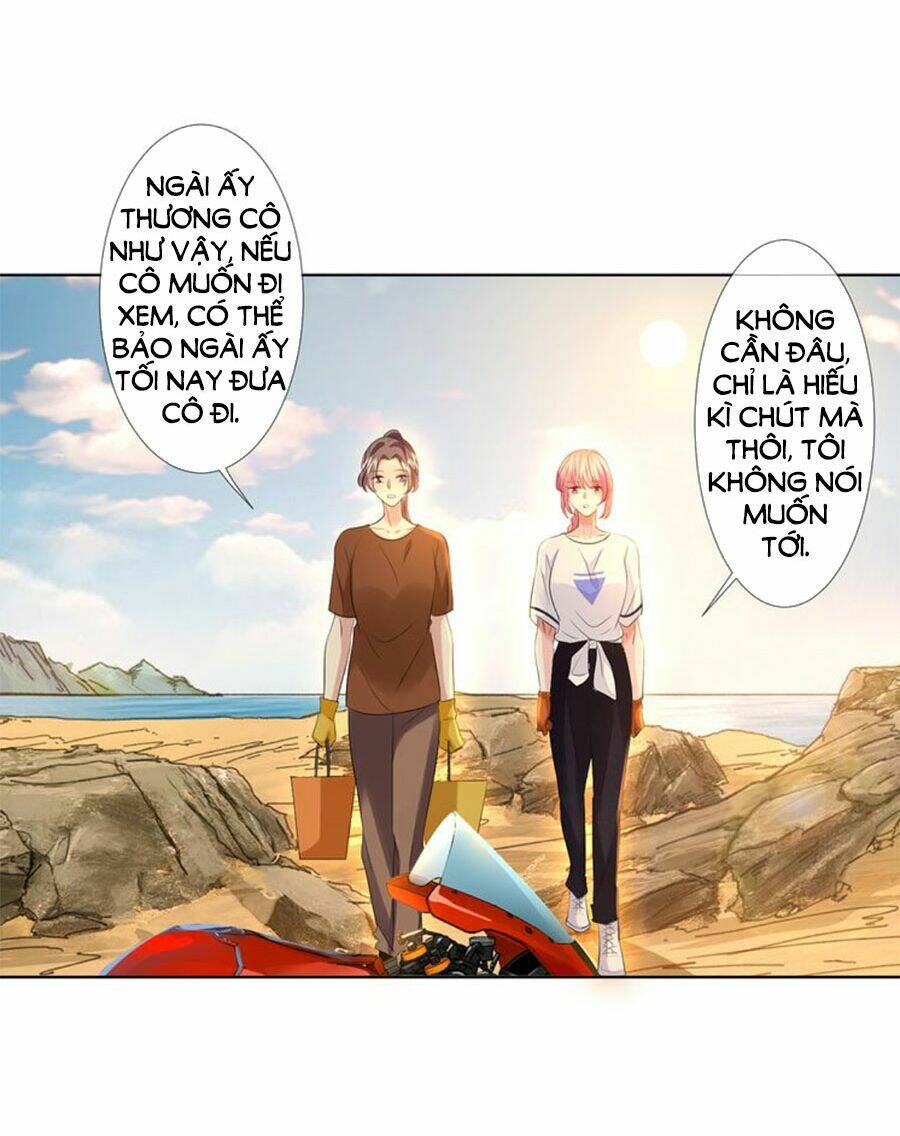 NGÀI ẤY
THƯƠNG CÔ
NHƯ VẬY, NẾU
CÔ MUỐN ĐI
XEM, CÓ THỂ
BẢO NGÀI ẤY
TỐI NAY ĐƯA
CÔ ĐI.
KHÔNG
CẦN ĐÂU,
CHỈ LÀ HIẾU
KÌ CHÚT MÀ
THÔI, TÔI
KHÔNG NÓI
MUỐN
TỚI.